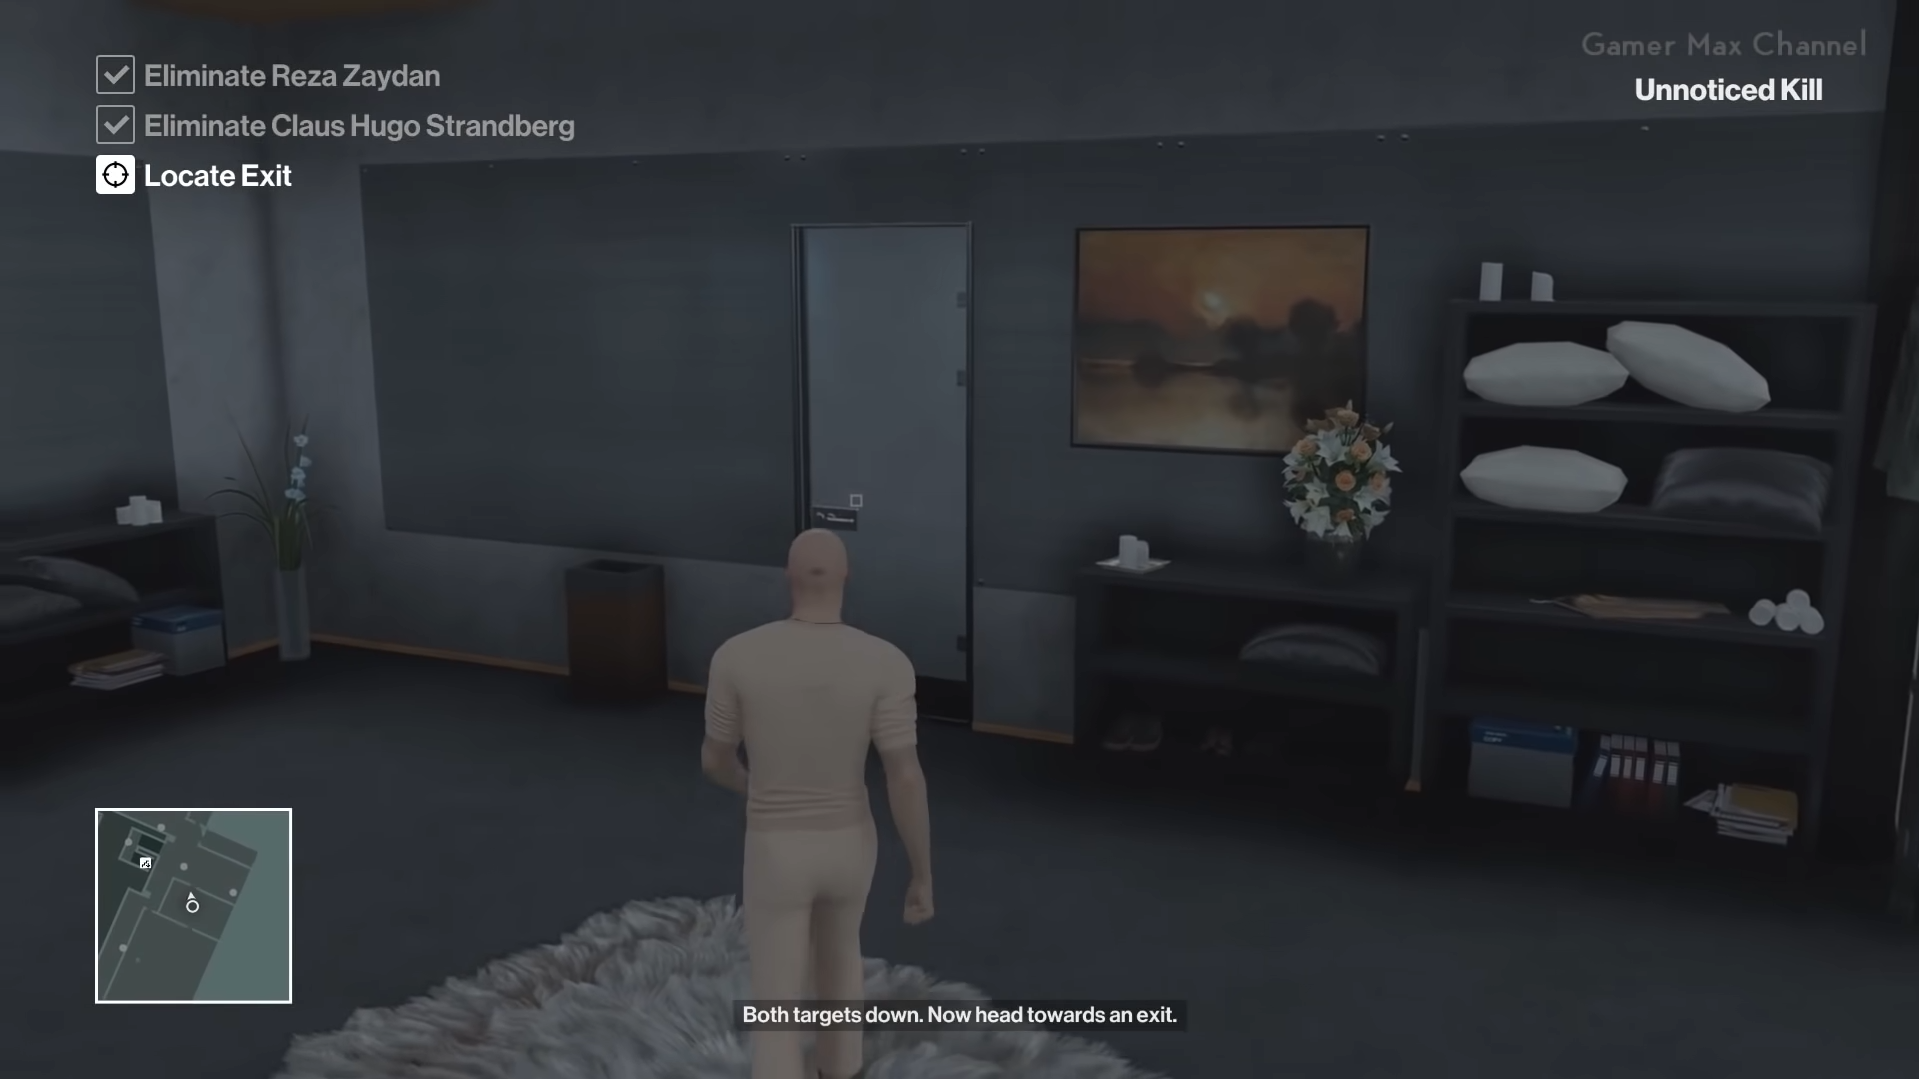 Gamer Max Channel
Eliminate Reza Zaydan
Unnoticed Kill
Eliminate Claus Hugo Strandberg
Locate Exit
COPY
Both targets down. Now head towards an exit.